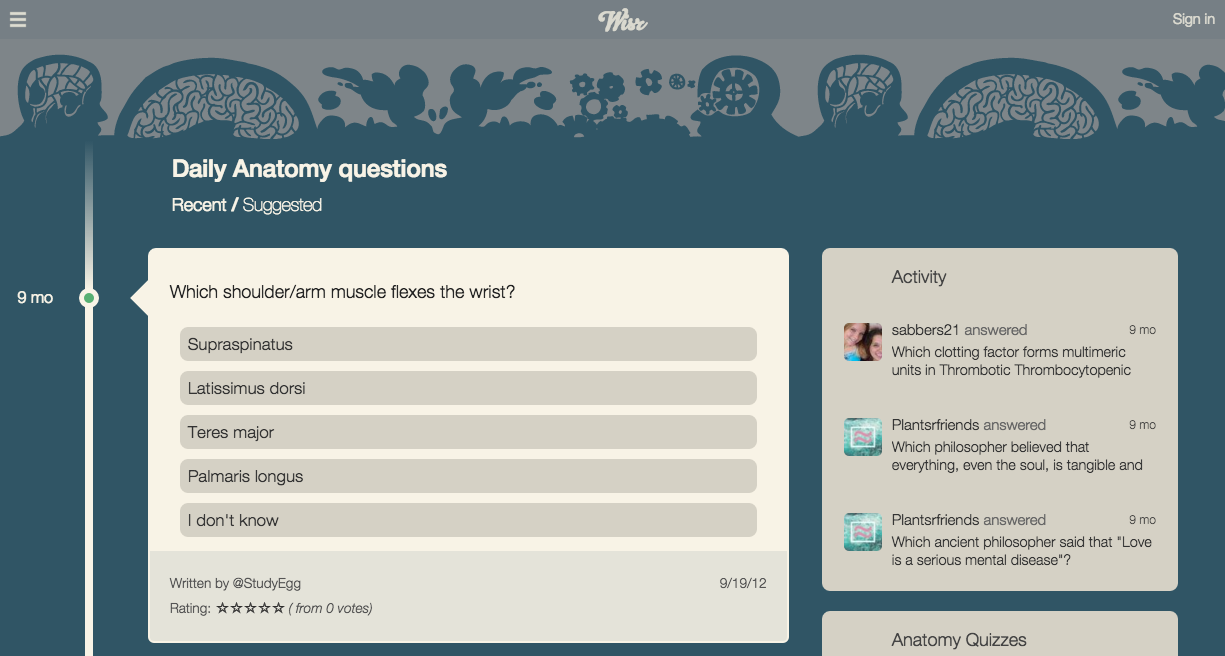 Wisr
Sign in
Daily Anatomy questions
Recent / Suggested
9 mo
Which shoulder/arm muscle flexes the wrist?
Supraspinatus
Latissimus dorsi
Teres major
Palmaris longus
I don't know
Written by @StudyEgg
9/19/12
Rating: ☆☆☆☆☆ ( from 0 votes)
Activity
sabbers21 answered
9 mo
Which clotting factor forms multimeric
units in Thrombotic Thrombocytopenic
Plantsrfriends answered
9 mo
Which philosopher believed that
everything, even the soul, is tangible and
Plantsrfriends answered
9 mo
Which ancient philosopher said that "Love
is a serious mental disease"?
Anatomy Quizzes